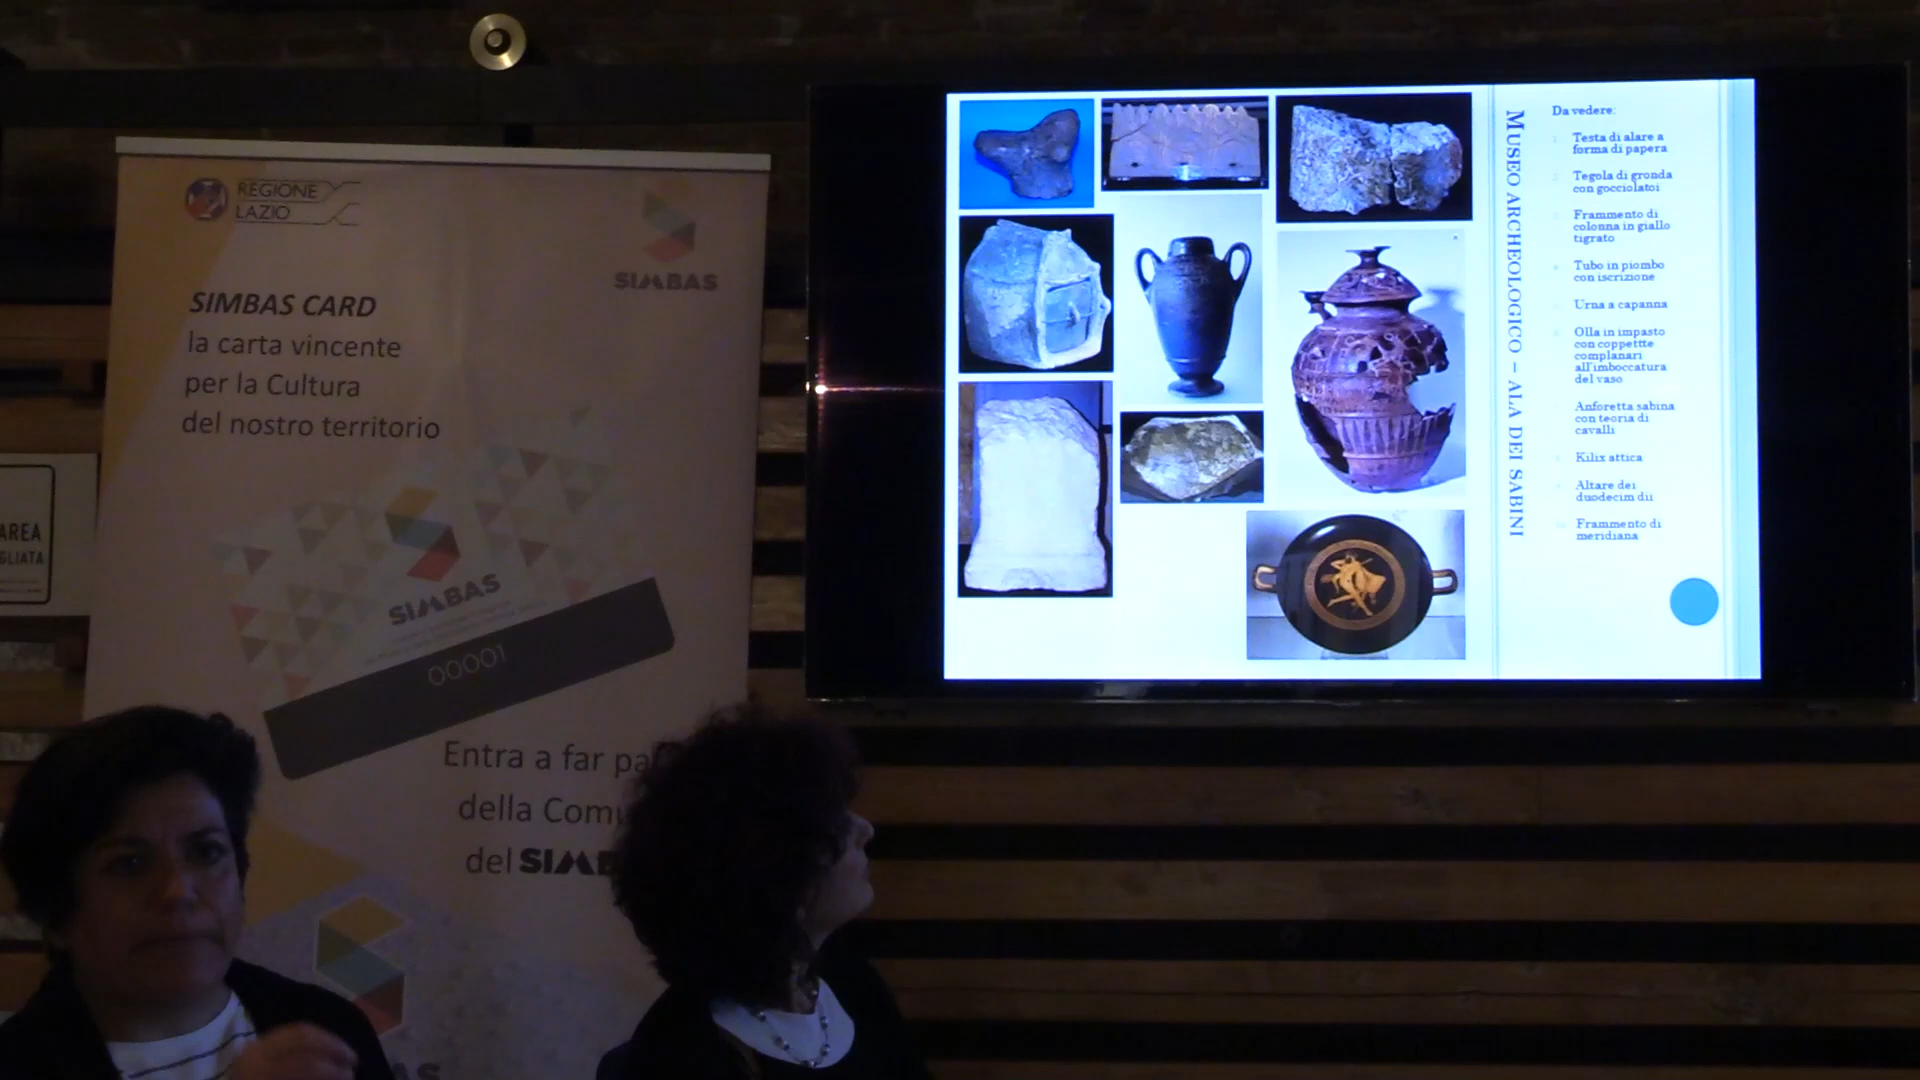 REGIONE
LAZIO
SIMBAS
SIMBAS CARD
la carta vincente
per la Cultura
del nostro territorio
SIMBAS
00001
Entra a far
della
del
AREA
MUSEO ARCHEOLOGICO – ALA DEI SABINI
Da vedere:
Testa di alare a
forma di papera
Tegola di gronda
con gocciolatoi
Frammento di
colonna in giallo
tigrato
Tubo in piombo
con iscrizione
Urna a capanna
Olla in impasto
con coppettte
complanari
all'imboccatura
del vaso
Anforetta sabina
con teoria di
cavalli
Kilix attica
Altare dei
duodecim dii
Frammento di
meridiana